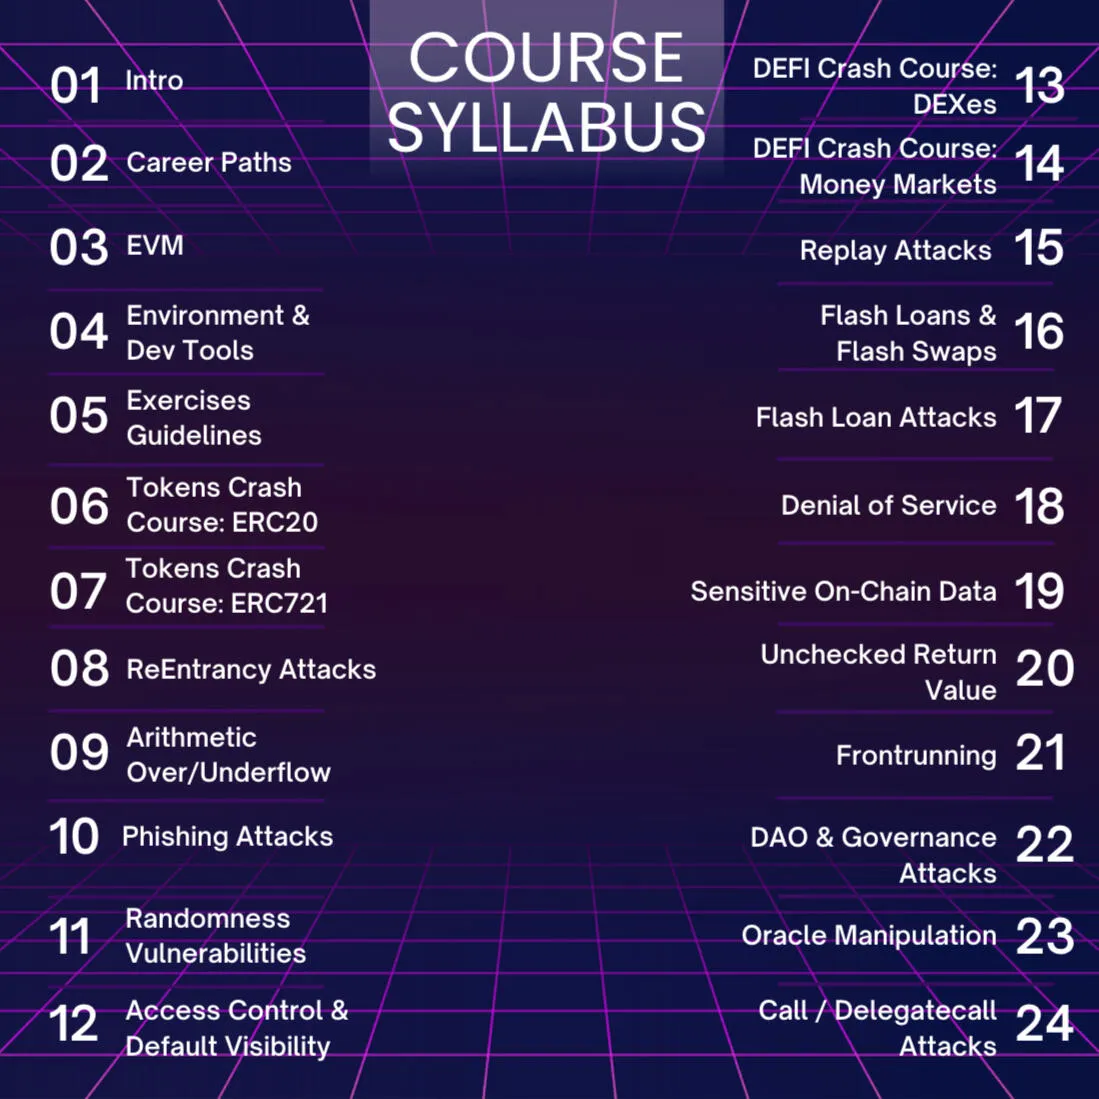 COURSE
SYLLABUS
01 Intro
02 Career Paths
03 EVM
04 Environment &
Dev Tools
05 Exercises
Guidelines
06 Tokens Crash
Course: ERC20
07 Tokens Crash
Course: ERC721
08 ReEntrancy Attacks
09 Arithmetic
Over/Underflow
10 Phishing Attacks
11 Randomness
Vulnerabilities
12 Access Control &
Default Visibility
DEFI Crash Course: 13
DEXes
DEFI Crash Course: 14
Money Markets
Replay Attacks 15
Flash Loans & 16
Flash Swaps
Flash Loan Attacks 17
Denial of Service 18
Sensitive On-Chain Data 19
Unchecked Return 20
Value
Frontrunning 21
DAO & Governance 22
Attacks
Oracle Manipulation 23
Call / Delegatecall 24
Attacks